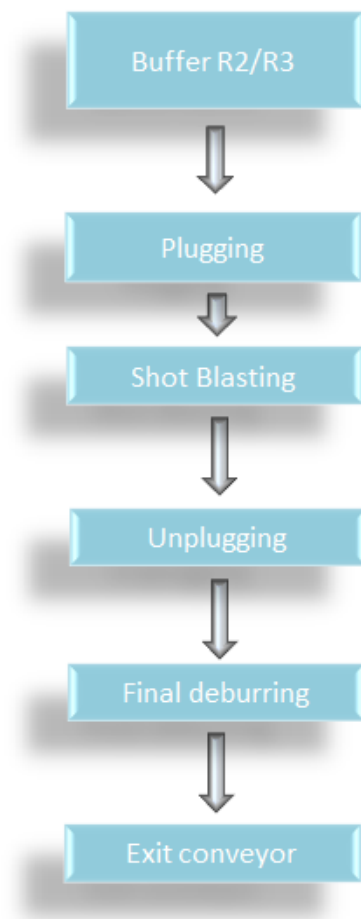 Buffer R2/R3
Plugging
Shot Blasting
Unplugging
Final deburring
Exit conveyor